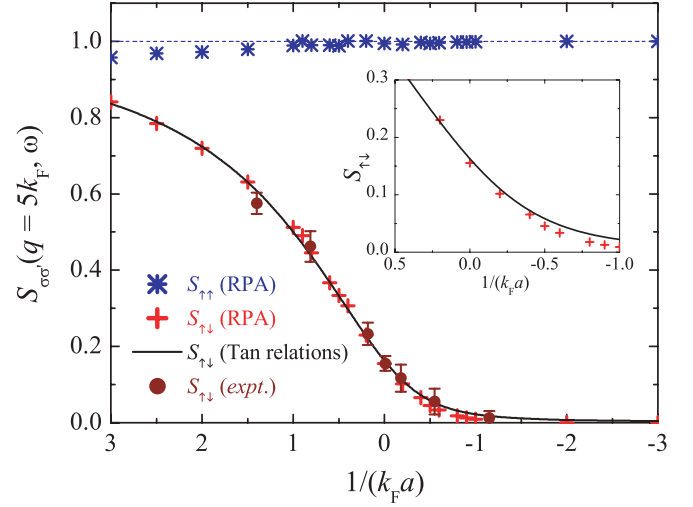 1.0
0.8
0.6
0.4
0.2
0.0
S_σσ'(q = 5k_F, ω)
S_↑↑ (RPA)
S_↑↓ (RPA)
S_↑↓ (Tan relations)
S_↑↓ (expt.)
3 2 1 0 -1 -2 -3
1/(k_F a)
0.3
0.2
0.1
0.0
S_↑↓
0.5 0.0 -0.5 -1.0
1/(k_F a)